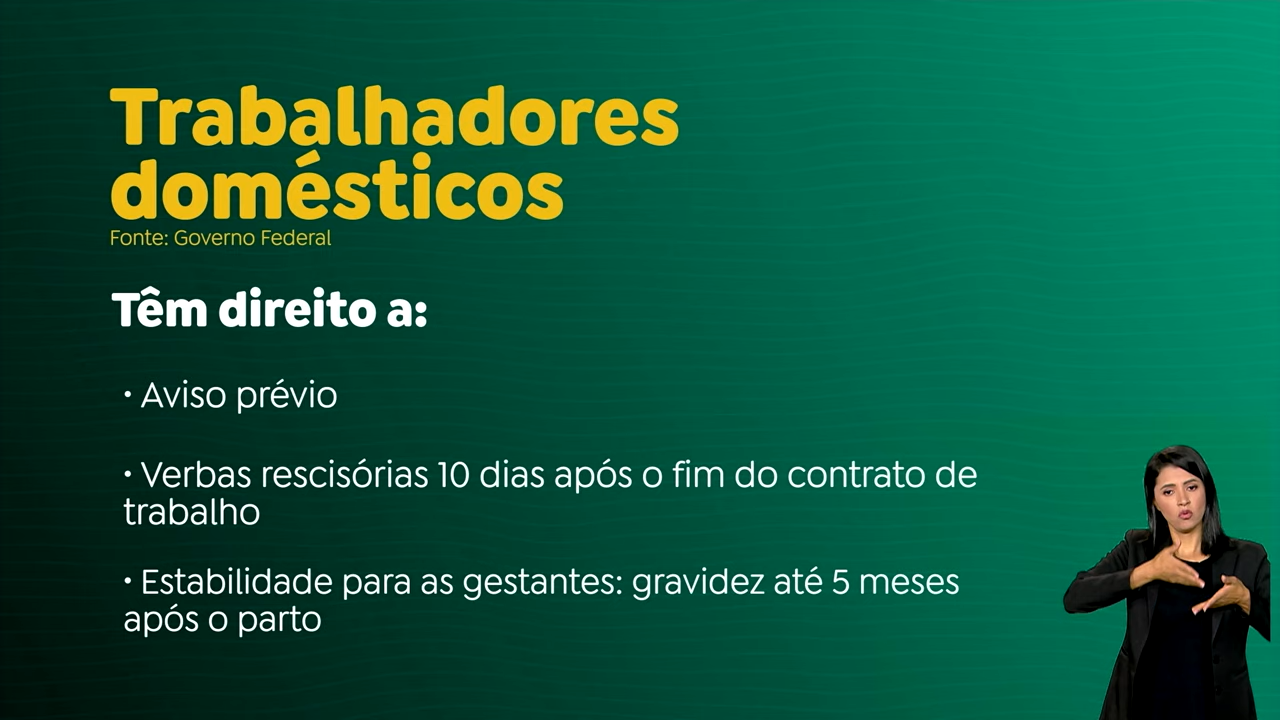 Trabalhadores
domésticos
Fonte: Governo Federal
Têm direito a:
• Aviso prévio
• Verbas rescisórias 10 dias após o fim do contrato de
trabalho
• Estabilidade para as gestantes: gravidez até 5 meses
após o parto